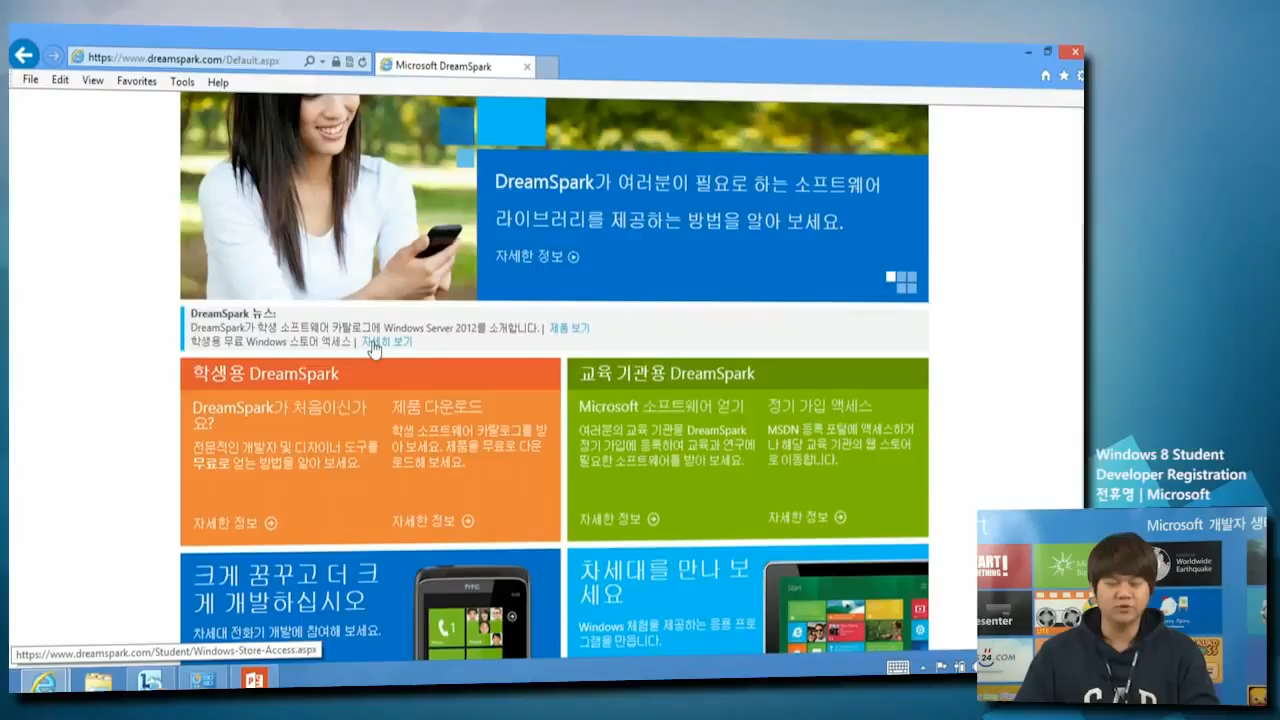 https://www.dreamspark.com/Default.aspx
Microsoft DreamSpark
File Edit View Favorites Tools Help
DreamSpark가 여러분이 필요로 하는 소프트웨어
라이브러리를 제공하는 방법을 알아 보세요.
자세한 정보
DreamSpark 뉴스:
DreamSpark가 학생 소프트웨어 카탈로그에 Windows Server 2012를 소개합니다. | 제품 보기
학생용 무료 Windows 스토어 액세스 | 자세히 보기
학생용 DreamSpark
DreamSpark가 처음이신가
요?
전문적인 개발자 및 디자이너 도구를
무료로 얻는 방법을 알아 보세요.
자세한 정보
제품 다운로드
학생 소프트웨어 카탈로그를 받
아 보세요. 제품을 무료로 다운
로드해 보세요.
자세한 정보
교육 기관용 DreamSpark
Microsoft 소프트웨어 얻기
여러분의 교육 기관를 DreamSpark
정기 가입에 등록하여 교육과 연구에
필요한 소프트웨어를 받아 보세요.
자세한 정보
정기 가입 액세스
MSDN 등록 포털에 액세스하거
나 해당 교육 기관의 웹 스토어
로 이동합니다.
자세한 정보
크게 꿈꾸고 더 크
게 개발하십시오
차세대 전화기 개발에 참여해 보세요.
htc
1
차세대를 만나 보
세요
Windows 체험을 제공하는 응용 프로
그램을 만듭니다.
Start
https://www.dreamspark.com/Student/Windows-Store-Access.aspx
Windows 8 Student
Developer Registration
전휴영 | Microsoft
Microsoft 개발자 생태
Worldwide
Earthquake
24.COM